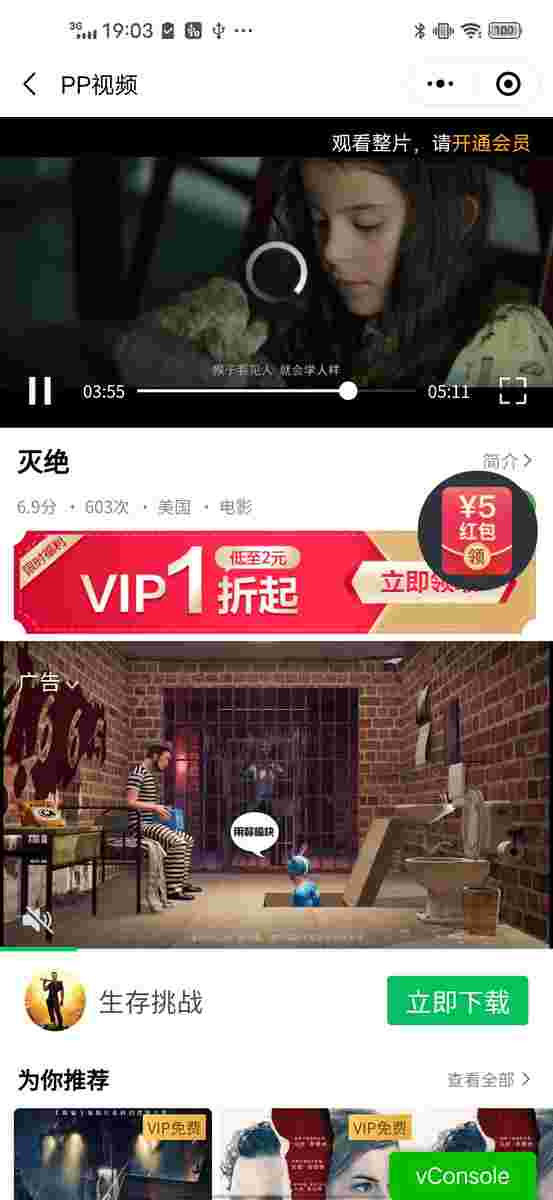 3G 19:03 100
PP视频
观看整片，请开通会员
猴子看见人 就会学人样
03:55 05:11
灭绝 简介
6.9分 · 603次 · 美国 · 电影
¥5
红包
领
限时福利
低至2元
VIP1折起
立即领
广告
生存挑战
立即下载
为你推荐 查看全部
VIP免费 VIP免费
vConsole